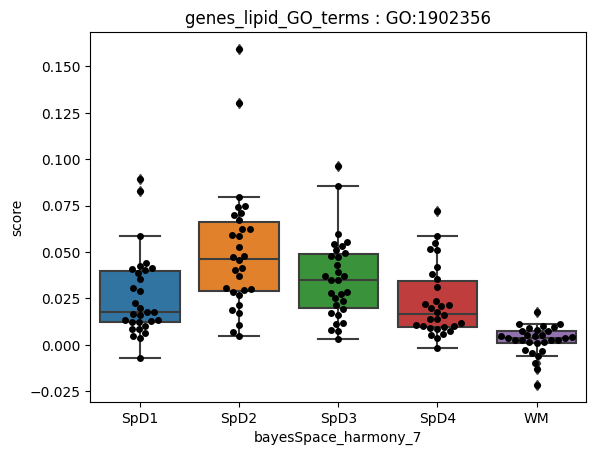 genes_lipid_GO_terms : GO:1902356
0.150
0.125
0.100
0.075
0.050
0.025
0.000
−0.025
score
SpD1 SpD2 SpD3 SpD4 WM
bayesSpace_harmony_7